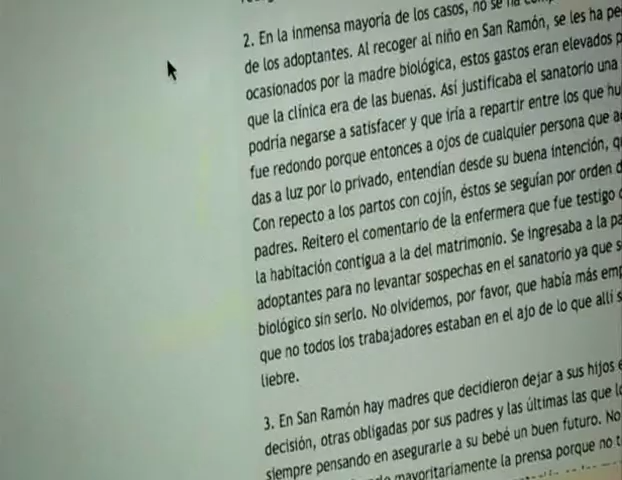 2. En la inmensa mayoria de los casos, no se ha
de los adoptantes. Al recoger al niño en San Ramón, se les ha
ocasionados por la madre biológica, estos gastos eran elevados
que la clínica era de las buenas. Así justificaba el sanatorio una
podría negarse a satisfacer y que iría a repartir entre los que
fue redondo porque entonces a ojos de cualquier persona que
das a luz por lo privado, entendían desde su buena intención,
Con repecto a los partos con cojín, éstos se seguían por orden
padres. Reitero el comentario de la enfermera que fue testigo
la habitación contigua a la del matrimonio. Se ingresaba a la
adoptantes para no levantar sospechas en el sanatorio ya que
biológico sin serlo. No olvidemos, por favor, que había más
que no todos los trabajadores estaban en el ajo de lo que allí
liebre.
3. En San Ramón hay madres que decidieron dejar a sus hijos
decisión, otras obligadas por sus padres y las últimas las que
siempre pensando en asegurarle a su bebé un buen futuro. No
mayoritariamente la prensa porque no